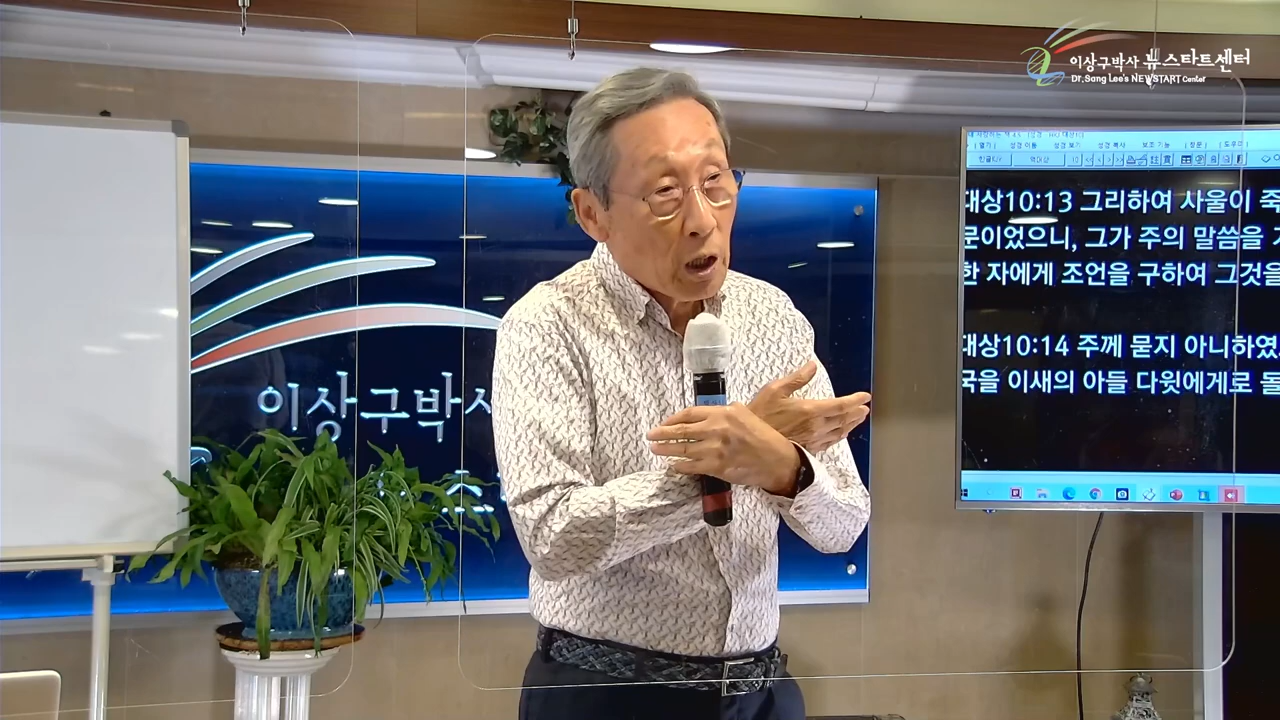 이상구박사 뉴스타트센터
Dr.Sang Lee's NEWSTART Center
이상구박사
대상10:13 그리하여 사울이 죽
문이었으니, 그가 주의 말씀을
한 자에게 조언을 구하여 그것을
대상10:14 주께 묻지 아니하였
국을 이새의 아들 다윗에게로 돌